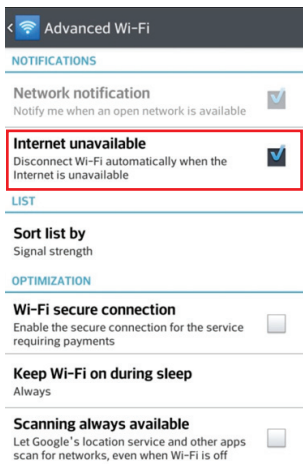 Advanced Wi-Fi
NOTIFICATIONS
Network notification
Notify me when an open network is available
Internet unavailable
Disconnect Wi-Fi automatically when the
Internet is unavailable
LIST
Sort list by
Signal strength
OPTIMIZATION
Wi-Fi secure connection
Enable the secure connection for the service
requiring payments
Keep Wi-Fi on during sleep
Always
Scanning always available
Let Google's location service and other apps
scan for networks, even when Wi-Fi is off